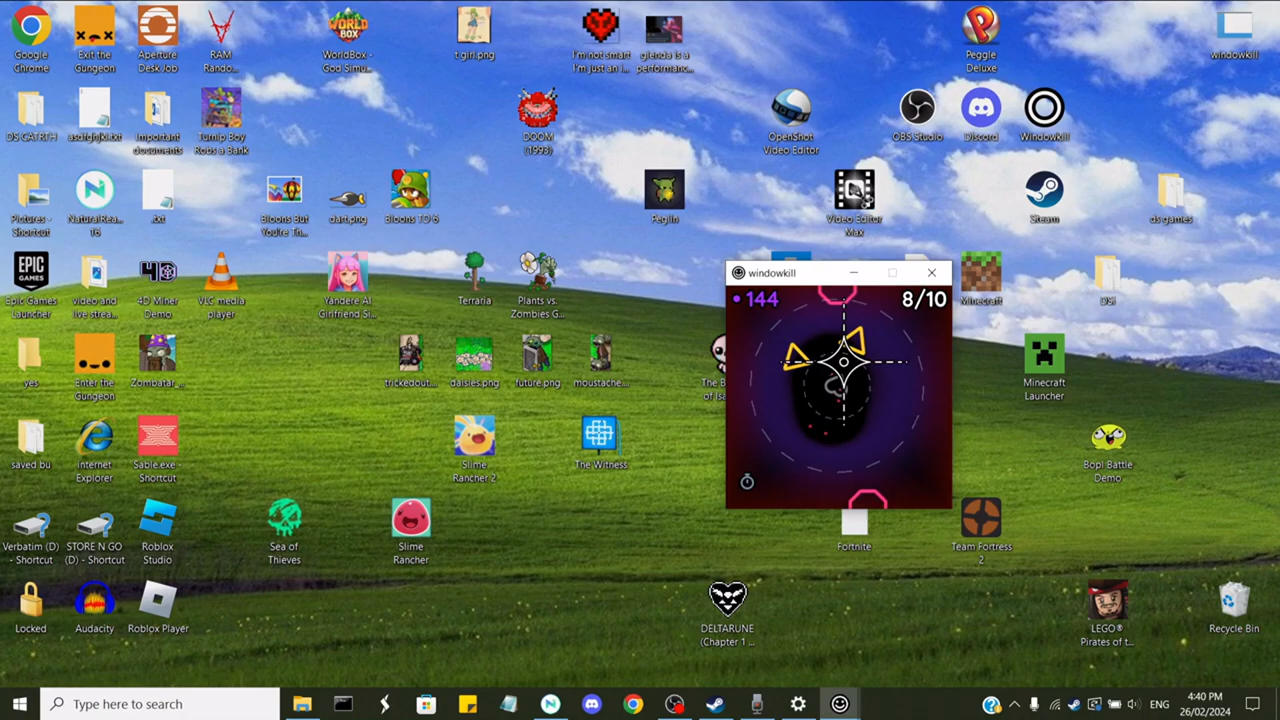 Google
Chrome
Exit the
Gungeon
Aperture
Desk Job
RAM
Rando...
WorldBox -
God Simu...
t girl.png
I'm not smart
I'm just an i...
glenda is a
performanc...
Peggle
Deluxe
windowkill
DS CATRTH
asdfghjkl.txt
Important
documents
Turnip Boy
Robs a Bank
DOOM
(1993)
OpenShot
Video Editor
OBS Studio
Discord
Windowkill
Pictures -
Shortcut
NaturalRea...
16
.txt
Bloons But
You're Th...
dart.png
Bloons TD 6
Peglin
Video Editor
Max
Steam
ds games
Epic Games
Launcher
video and
live strea...
4D Miner
Demo
VLC media
player
Yandere AI
Girlfriend Si...
Terraria
Plants vs.
Zombies G...
windowkill
144
8/10
Minecraft
DSi
yes
Enter the
Gungeon
Zombatar ...
trickedout...
daisies.png
future.png
moustache...
The B
of Isa
Minecraft
Launcher
saved bu
Internet
Explorer
Sable.exe -
Shortcut
Slime
Rancher 2
The Witness
Bopl Battle
Demo
Verbatim (D)
- Shortcut
STORE N GO
(D) - Shortcut
Roblox
Studio
Sea of
Thieves
Slime
Rancher
Fortnite
Team Fortress
2
Locked
Audacity
Roblox Player
DELTARUNE
(Chapter 1 ...
LEGO®
Pirates of t...
Recycle Bin
Type here to search
ENG
4:40 PM
26/02/2024